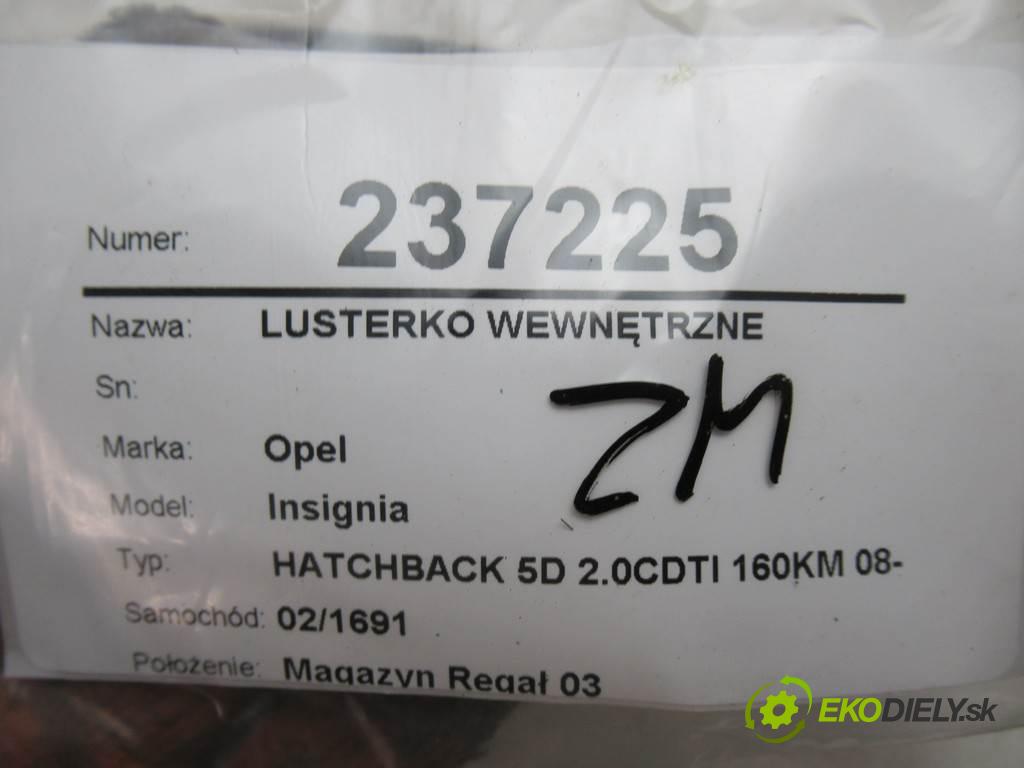 Numer: 237225
Nazwa: LUSTERKO WEWNĘTRZNE
Sn:
ZM
Marka: Opel
Model: Insignia
Typ: HATCHBACK 5D 2.0CDTI 160KM 08-
Samochód: 02/1691
Położenie: Magazyn Regał 03
EKODIELY.sk